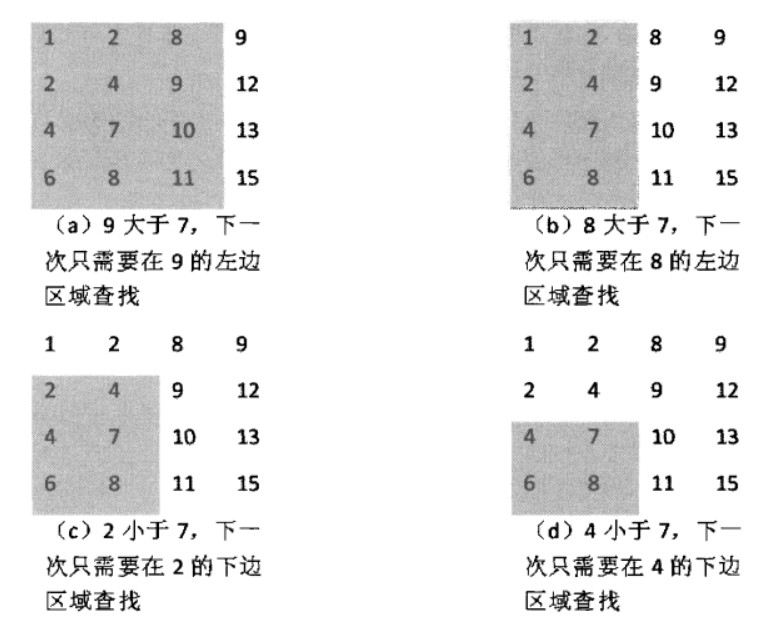 1 2 8 9
2 4 9 12
4 7 10 13
6 8 11 15
（a）9 大于 7，下一
次只需要在 9 的左边
区域查找
1 2 8 9
2 4 9 12
4 7 10 13
6 8 11 15
（b）8 大于 7，下一
次只需要在 8 的左边
区域查找
1 2 8 9
2 4 9 12
4 7 10 13
6 8 11 15
（c）2 小于 7，下一
次只需要在 2 的下边
区域查找
1 2 8 9
2 4 9 12
4 7 10 13
6 8 11 15
（d）4 小于 7，下一
次只需要在 4 的下边
区域查找